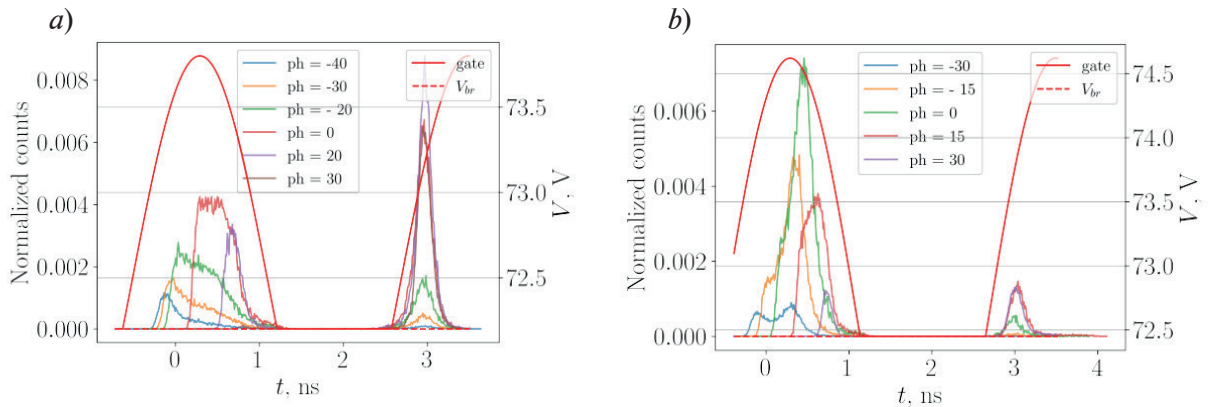 a)
ph = -40
ph = -30
ph = - 20
ph = 0
ph = 20
ph = 30
gate
V_br
0.008
0.006
0.004
0.002
0.000
Normalized counts
73.5
73.0
72.5
V, V
0
1
2
3
t, ns
b)
ph = -30
ph = - 15
ph = 0
ph = 15
ph = 30
gate
V_br
0.006
0.004
0.002
0.000
Normalized counts
74.5
74.0
73.5
73.0
72.5
V, V
0
1
2
3
4
t, ns